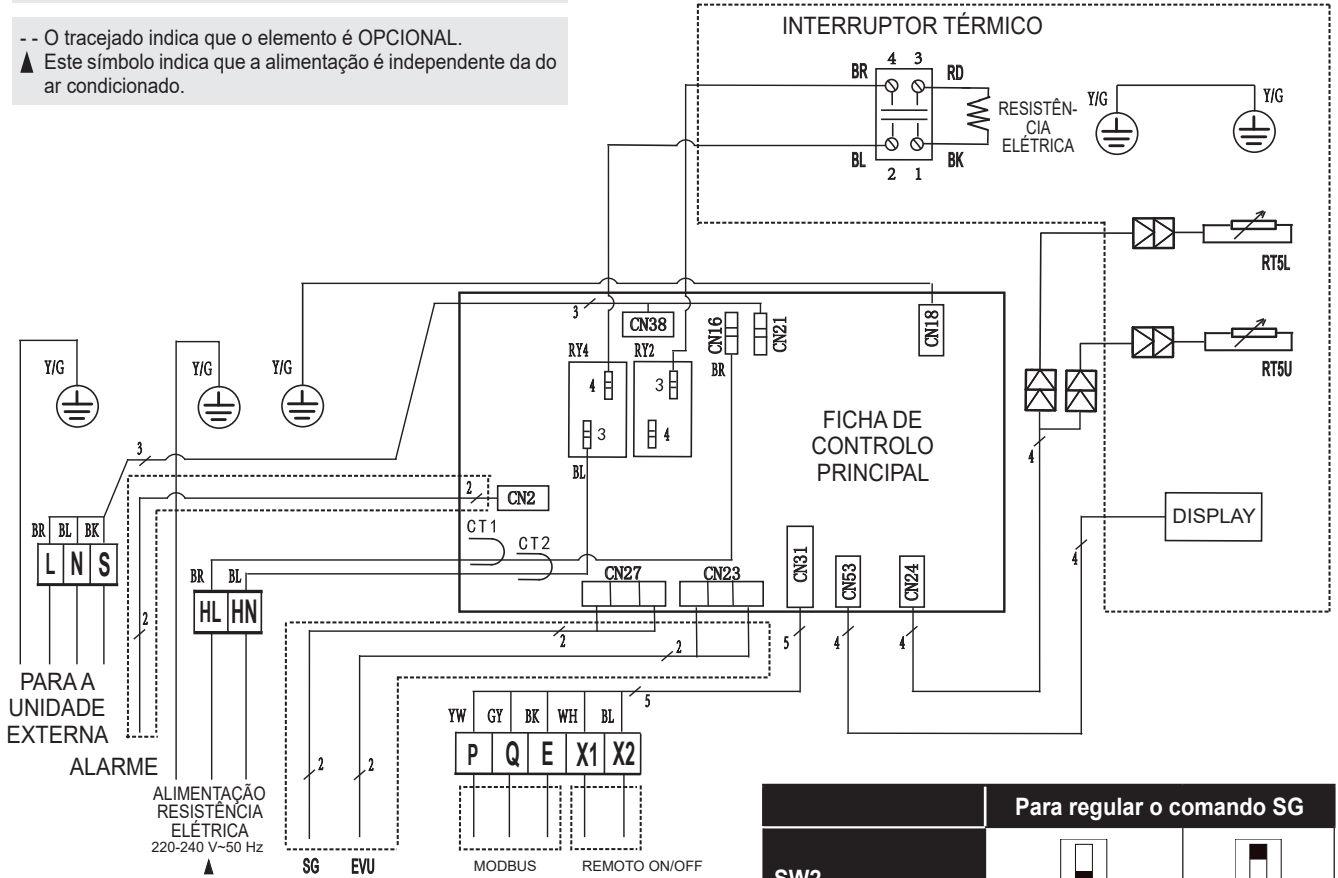 - - O tracejado indica que o elemento é OPCIONAL.
▲ Este símbolo indica que a alimentação é independente da do
ar condicionado.
INTERRUPTOR TÉRMICO
4 3
BR RD
RESISTÊN-
CIA
ELÉTRICA
BL BK
2 1
Y/G Y/G
RT5L
RT5U
3
CN38
CN16
CN21
CN18
RY4 RY2
BR
4
3
3
4
BL
FICHA DE
CONTROLO
PRINCIPAL
Y/G Y/G Y/G
3
2
CN2
CT1
CT2
BR BL BK
L N S
BR BL
HL HN
CN27 CN23
CN31
CN53
CN24
4
DISPLAY
4
2
2
2
5
4
4
5
PARA A
UNIDADE
EXTERNA
ALARME
ALIMENTAÇÃO
RESISTÊNCIA
ELÉTRICA
220-240 V~50 Hz
▲
2
2
SG EVU
YW GY BK WH BL
P Q E X1 X2
MODBUS REMOTO ON/OFF
Para regular o comando SG
SW2